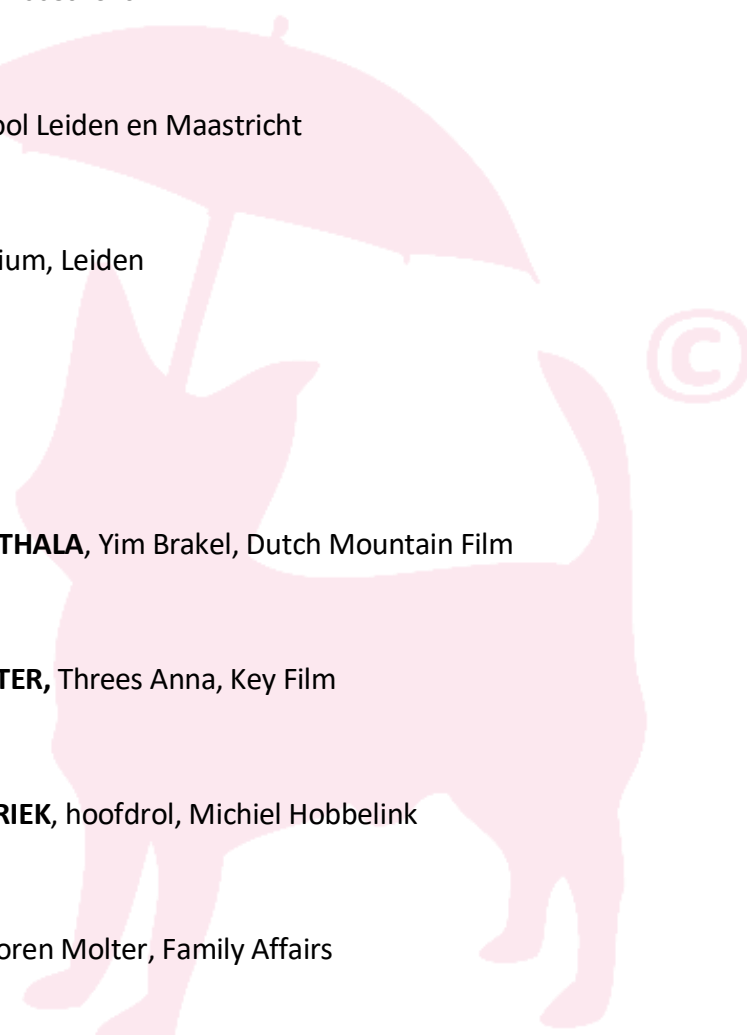 ool Leiden en Maastricht
ium, Leiden
©
THALA, Yim Brakel, Dutch Mountain Film
TER, Threes Anna, Key Film
RIEK, hoofdrol, Michiel Hobbelink
oren Molter, Family Affairs